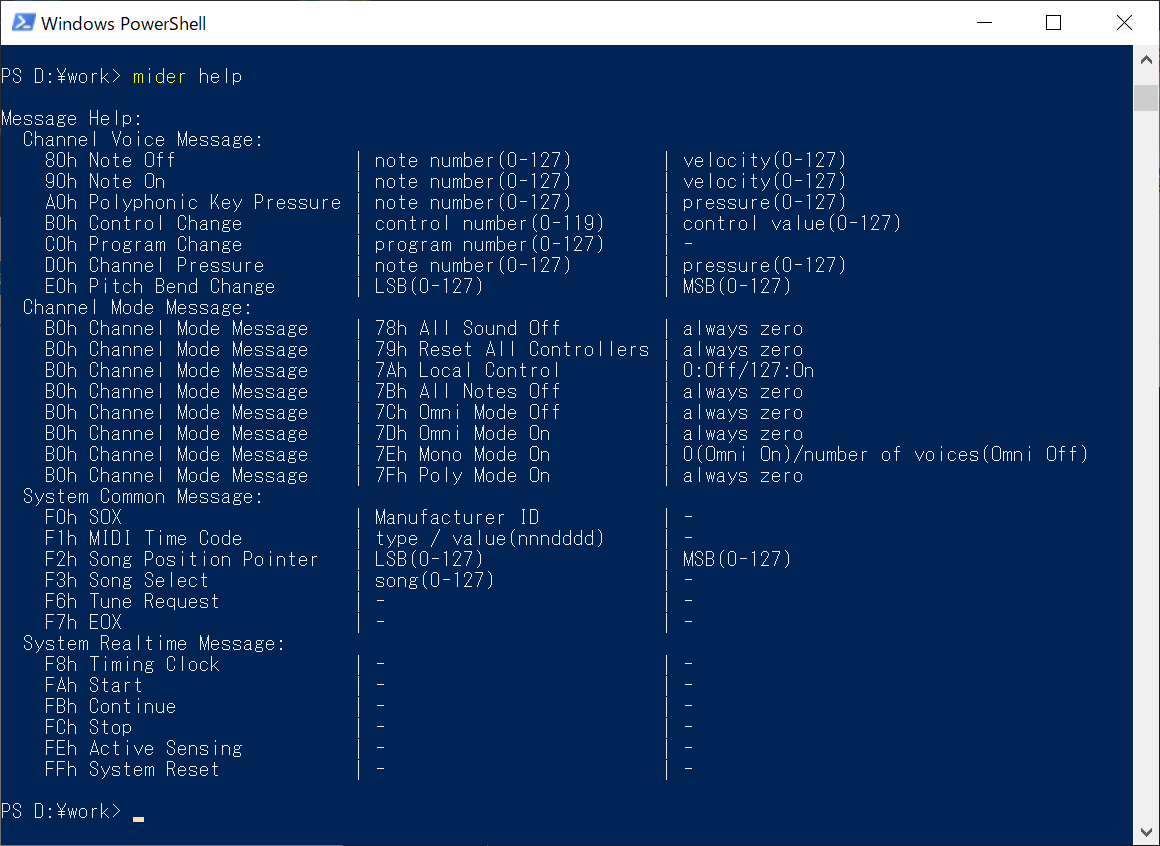 Windows PowerShell
PS D:¥work> mider help
Message Help:
  Channel Voice Message:
    80h Note Off                | note number(0-127)        | velocity(0-127)
    90h Note On                 | note number(0-127)        | velocity(0-127)
    A0h Polyphonic Key Pressure | note number(0-127)        | pressure(0-127)
    B0h Control Change          | control number(0-119)     | control value(0-127)
    C0h Program Change          | program number(0-127)     | -
    D0h Channel Pressure        | note number(0-127)        | pressure(0-127)
    E0h Pitch Bend Change       | LSB(0-127)                | MSB(0-127)
  Channel Mode Message:
    B0h Channel Mode Message    | 78h All Sound Off         | always zero
    B0h Channel Mode Message    | 79h Reset All Controllers | always zero
    B0h Channel Mode Message    | 7Ah Local Control         | 0:Off/127:On
    B0h Channel Mode Message    | 7Bh All Notes Off         | always zero
    B0h Channel Mode Message    | 7Ch Omni Mode Off         | always zero
    B0h Channel Mode Message    | 7Dh Omni Mode On          | always zero
    B0h Channel Mode Message    | 7Eh Mono Mode On          | 0(Omni On)/number of voices(Omni Off)
    B0h Channel Mode Message    | 7Fh Poly Mode On          | always zero
  System Common Message:
    F0h SOX                     | Manufacturer ID           | -
    F1h MIDI Time Code          | type / value(nnndddd)     | -
    F2h Song Position Pointer   | LSB(0-127)                | MSB(0-127)
    F3h Song Select             | song(0-127)               | -
    F6h Tune Request            | -                         | -
    F7h EOX                     | -                         | -
  System Realtime Message:
    F8h Timing Clock            | -                         | -
    FAh Start                   | -                         | -
    FBh Continue                | -                         | -
    FCh Stop                    | -                         | -
    FEh Active Sensing          | -                         | -
    FFh System Reset            | -                         | -
PS D:¥work> _